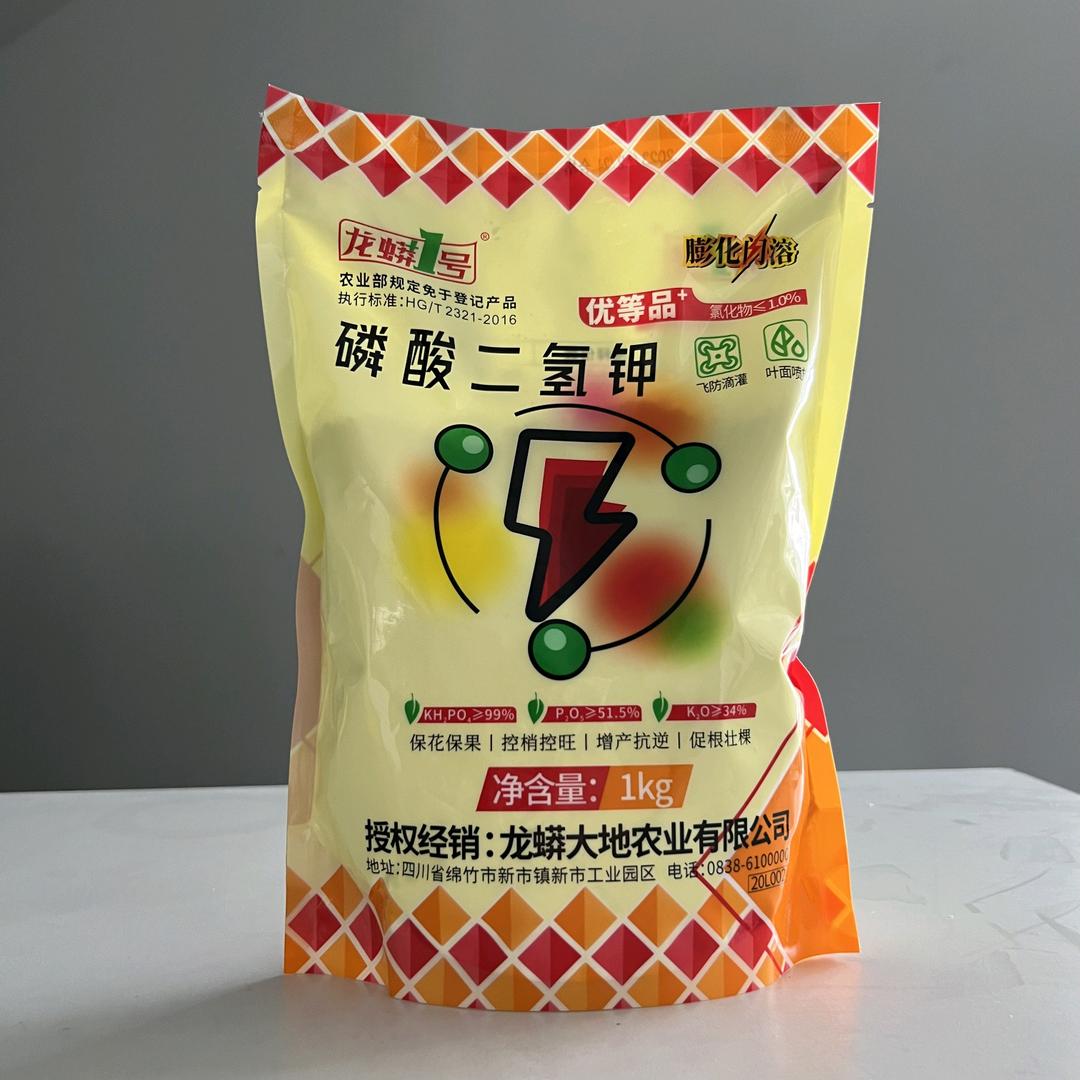 龙蟒1号®
膨化闪溶
农业部规定免于登记产品
执行标准:HG/T 2321-2016
优等品+ 氯化物≤1.0%
磷酸二氢钾
飞防滴灌 叶面喷
KH₂PO₄≥99% P₂O₅≥51.5% K₂O≥34%
保花保果|控梢控旺|增产抗逆|促根壮棵
净含量:1kg
授权经销:龙蟒大地农业有限公司
地址:四川省绵竹市新市镇新市工业园区 电话:0838-610000
20L002